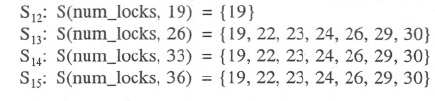 S₁₂: S(num_locks, 19) = {19}
S₁₃: S(num_locks, 26) = {19, 22, 23, 24, 26, 29, 30}
S₁₄: S(num_locks, 33) = {19, 22, 23, 24, 26, 29, 30}
S₁₅: S(num_locks, 36) = {19, 22, 23, 24, 26, 29, 30}